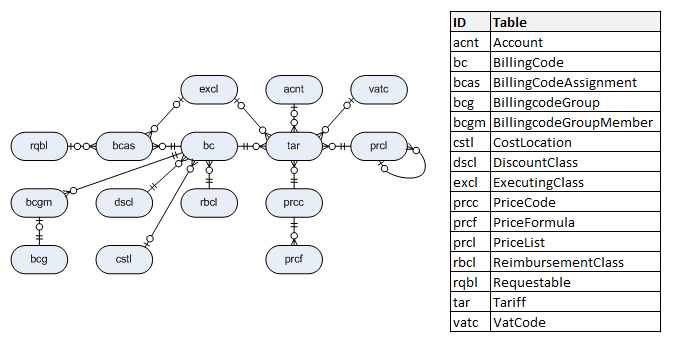 excl
acnt
vatc
rqbl
bcas
bc
tar
prcl
bcgm
dscl
rbcl
prcc
bcg
cstl
prcf
ID Table
acnt Account
bc BillingCode
bcas BillingCodeAssignment
bcg BillingcodeGroup
bcgm BillingcodeGroupMember
cstl CostLocation
dscl DiscountClass
excl ExecutingClass
prcc PriceCode
prcf PriceFormula
prcl PriceList
rbcl ReimbursementClass
rqbl Requestable
tar Tariff
vatc VatCode